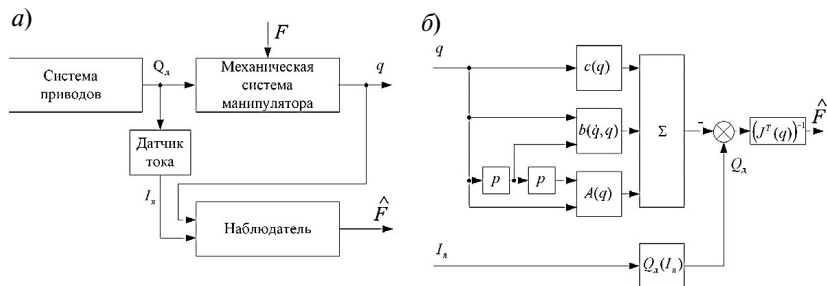 а)
Система
приводов
Qд
F
Механическая
система
манипулятора
q
Датчик
тока
Iя
Наблюдатель
F̂
б)
q
c(q)
b(q̇,q)
p
p
A(q)
Σ
-
(Jᵀ(q))⁻¹
F̂
Qд
Iя
Qд(Iя)